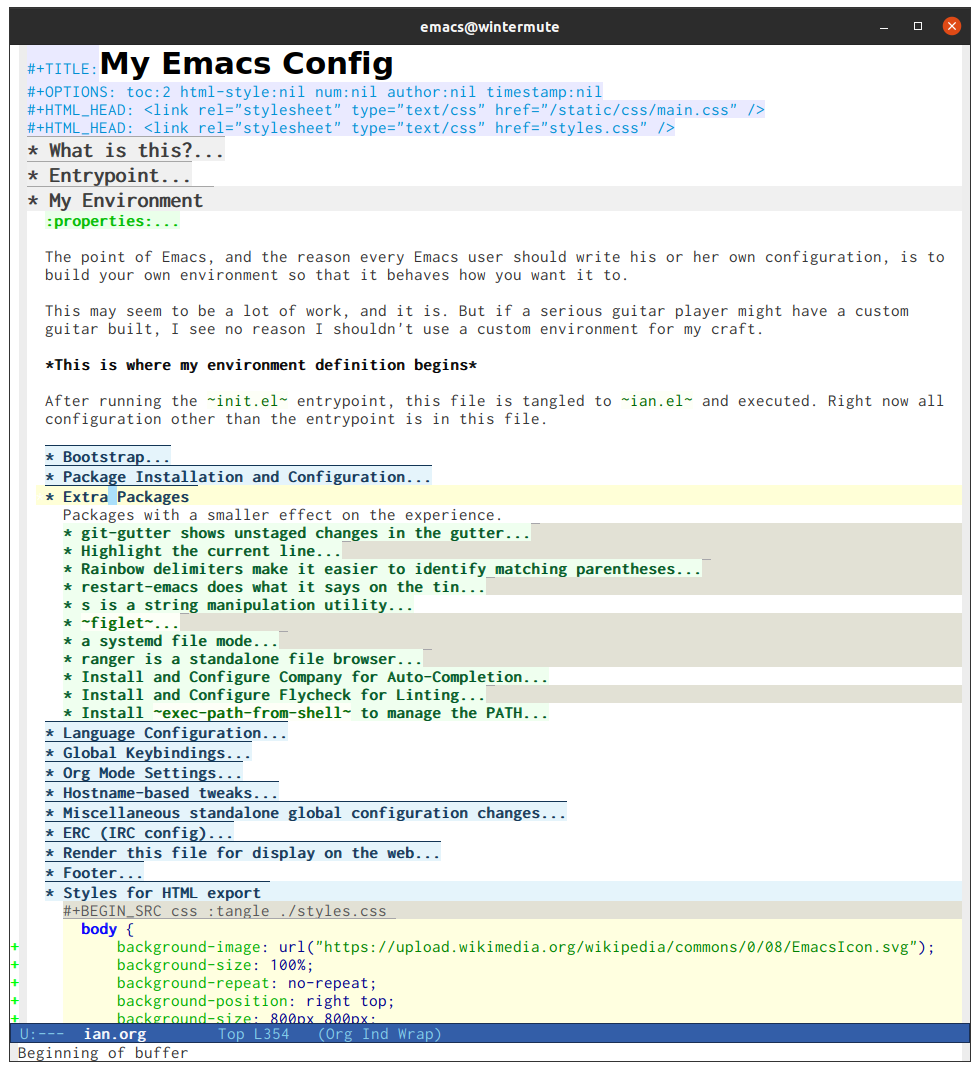 emacs@wintermute
#+TITLE: My Emacs Config
#+OPTIONS: toc:2 html-style:nil num:nil author:nil timestamp:nil
#+HTML_HEAD: <link rel="stylesheet" type="text/css" href="/static/css/main.css" />
#+HTML_HEAD: <link rel="stylesheet" type="text/css" href="styles.css" />
* What is this?...
* Entrypoint...
* My Environment
:properties:...
The point of Emacs, and the reason every Emacs user should write his or her own configuration, is to
build your own environment so that it behaves how you want it to.
This may seem to be a lot of work, and it is. But if a serious guitar player might have a custom
guitar built, I see no reason I shouldn't use a custom environment for my craft.
*This is where my environment definition begins*
After running the ~init.el~ entrypoint, this file is tangled to ~ian.el~ and executed. Right now all
configuration other than the entrypoint is in this file.
* Bootstrap...
* Package Installation and Configuration...
* Extra Packages
Packages with a smaller effect on the experience.
* git-gutter shows unstaged changes in the gutter...
* Highlight the current line...
* Rainbow delimiters make it easier to identify matching parentheses...
* restart-emacs does what it says on the tin...
* s is a string manipulation utility...
* ~figlet~...
* a systemd file mode...
* ranger is a standalone file browser...
* Install and Configure Company for Auto-Completion...
* Install and Configure Flycheck for Linting...
* Install ~exec-path-from-shell~ to manage the PATH...
* Language Configuration...
* Global Keybindings...
* Org Mode Settings...
* Hostname-based tweaks...
* Miscellaneous standalone global configuration changes...
* ERC (IRC config)...
* Render this file for display on the web...
* Footer...
* Styles for HTML export
#+BEGIN_SRC css :tangle ./styles.css
body {
+ background-image: url("https://upload.wikimedia.org/wikipedia/commons/0/08/EmacsIcon.svg");
+ background-size: 100%;
+ background-repeat: no-repeat;
+ background-position: right top;
+ background-size: 800px 800px;
U:--- ian.org Top L354 (Org Ind Wrap)
Beginning of buffer